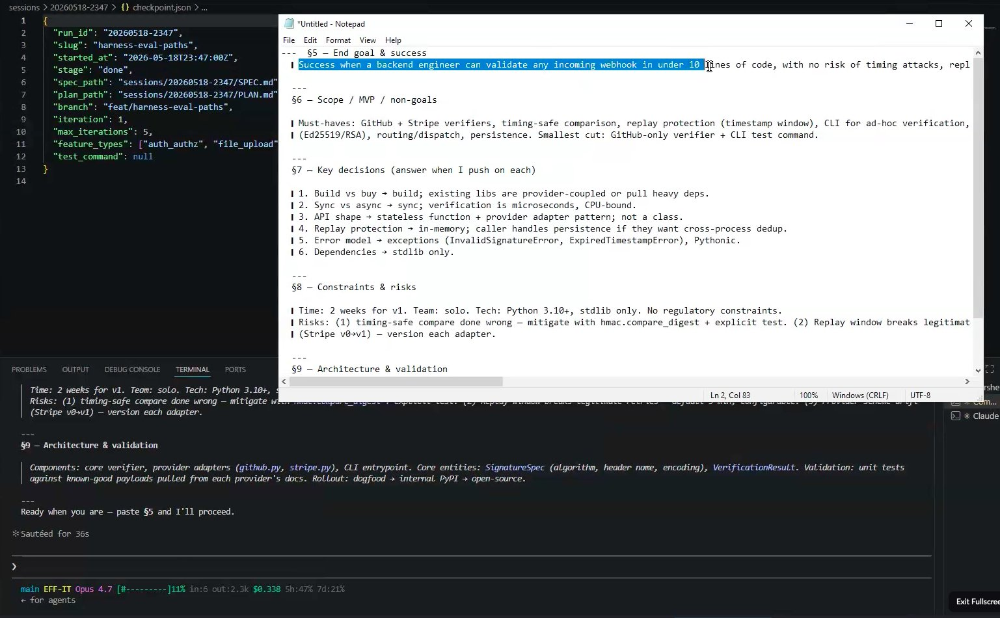 sessions > 20260518-2347 > {} checkpoint.json > ...
1 {
2 "run_id": "20260518-2347",
3 "slug": "harness-eval-paths",
4 "started_at": "2026-05-18T23:47:00Z",
5 "stage": "done",
6 "spec_path": "sessions/20260518-2347/SPEC.md"
7 "plan_path": "sessions/20260518-2347/PLAN.md"
8 "branch": "feat/harness-eval-paths",
9 "iteration": 1,
10 "max_iterations": 5,
11 "feature_types": ["auth_authz", "file_upload"
12 "test_command": null
13 }
14
*Untitled - Notepad
File Edit Format View Help
--- §5 — End goal & success
Success when a backend engineer can validate any incoming webhook in under 10 lines of code, with no risk of timing attacks, repl
---
§6 — Scope / MVP / non-goals
Must-haves: GitHub + Stripe verifiers, timing-safe comparison, replay protection (timestamp window), CLI for ad-hoc verification,
(Ed25519/RSA), routing/dispatch, persistence. Smallest cut: GitHub-only verifier + CLI test command.
---
§7 — Key decisions (answer when I push on each)
1. Build vs buy → build; existing libs are provider-coupled or pull heavy deps.
2. Sync vs async → sync; verification is microseconds, CPU-bound.
3. API shape → stateless function + provider adapter pattern; not a class.
4. Replay protection → in-memory; caller handles persistence if they want cross-process dedup.
5. Error model → exceptions (InvalidSignatureError, ExpiredTimestampError), Pythonic.
6. Dependencies → stdlib only.
---
§8 — Constraints & risks
Time: 2 weeks for v1. Team: solo. Tech: Python 3.10+, stdlib only. No regulatory constraints.
Risks: (1) timing-safe compare done wrong — mitigate with hmac.compare_digest + explicit test. (2) Replay window breaks legitimat
(Stripe v0→v1) — version each adapter.
---
§9 — Architecture & validation
Ln 2, Col 83 100% Windows (CRLF) UTF-8
PROBLEMS OUTPUT DEBUG CONSOLE TERMINAL PORTS
Time: 2 weeks for v1. Team: solo. Tech: Python 3.10+, s
Risks: (1) timing-safe compare done wrong — mitigate with
(Stripe v0→v1) — version each adapter.
---
§9 — Architecture & validation
Components: core verifier, provider adapters (github.py, stripe.py), CLI entrypoint. Core entities: SignatureSpec (algorithm, header name, encoding), VerificationResult. Validation: unit tests
against known-good payloads pulled from each provider's docs. Rollout: dogfood → internal PyPI → open-source.
---
Ready when you are — paste §5 and I'll proceed.
✻ Sautéed for 36s
❯
main EFF-IT Opus 4.7 [#---------]11% in:6 out:2.3k $0.338 5h:47% 7d:21%
← for agents
✳ Com...
✳ Claude
Exit Fullscree